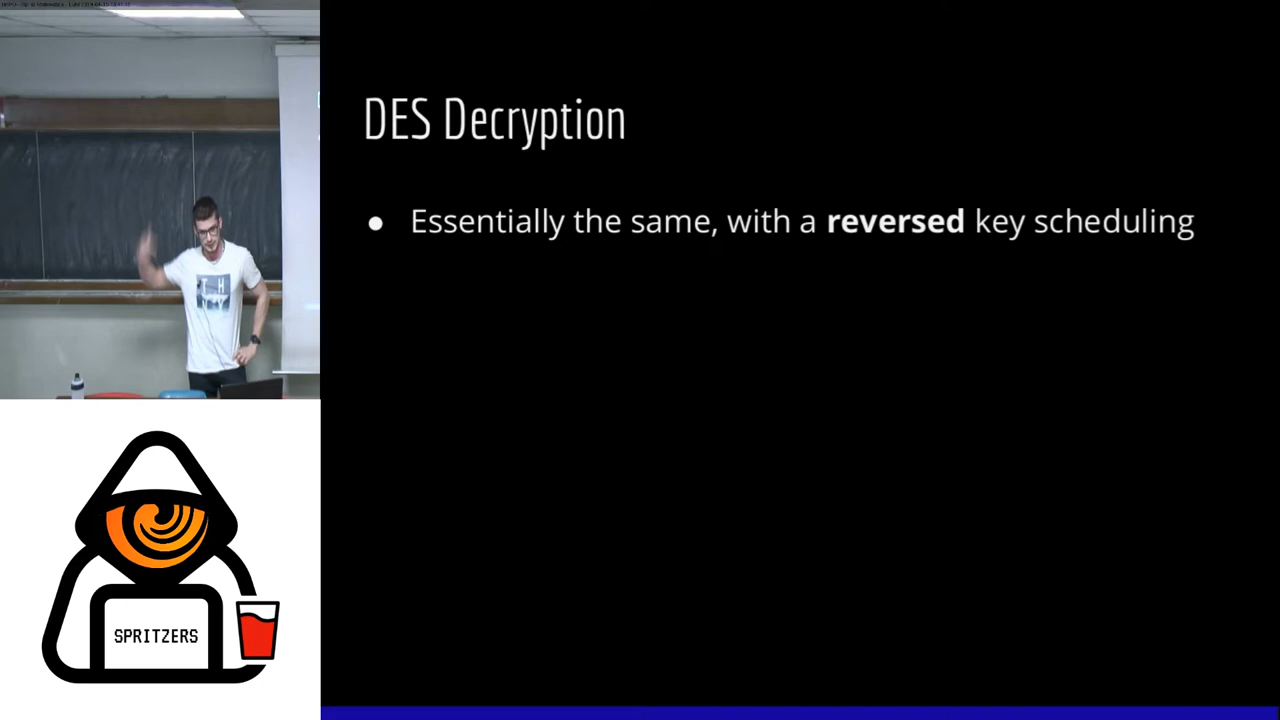 DES Decryption
● Essentially the same, with a reversed key scheduling
T H
N Y
SPRITZERS